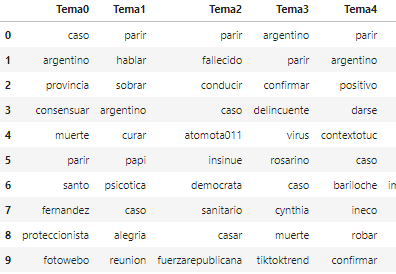 Tema0 Tema1 Tema2 Tema3 Tema4
0 caso parir parir argentino parir
1 argentino hablar fallecido parir argentino
2 provincia sobrar conducir confirmar positivo
3 consensuar argentino caso delincuente darse
4 muerte curar atomota011 virus contextotuc
5 parir papi insinue rosarino caso
6 santo psicotica democrata caso bariloche
7 fernandez caso sanitario cynthia ineco
8 proteccionista alegria casar muerte robar
9 fotowebo reunion fuerzarepublicana tiktoktrend confirmar